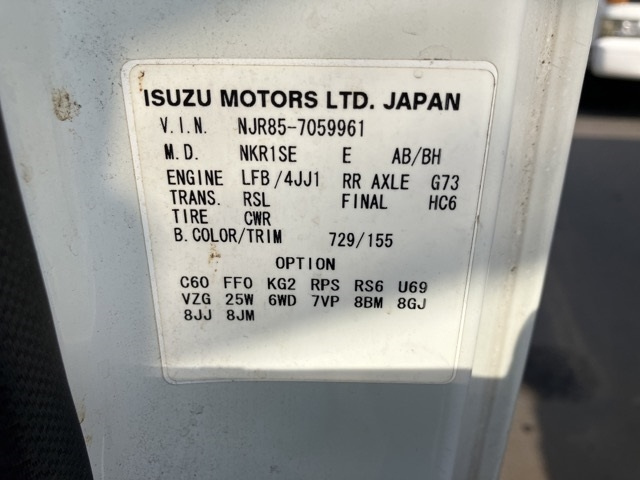 ISUZU MOTORS LTD. JAPAN
V.I.N. NJR85-7059961
M.D. NKR1SE E AB/BH
ENGINE LFB/4JJ1 RR AXLE G73
TRANS. RSL FINAL HC6
TIRE CWR
B.COLOR/TRIM 729/155
OPTION
C60 FF0 KG2 RPS RS6 U69
VZG 25W 6WD 7VP 8BM 8GJ
8JJ 8JM